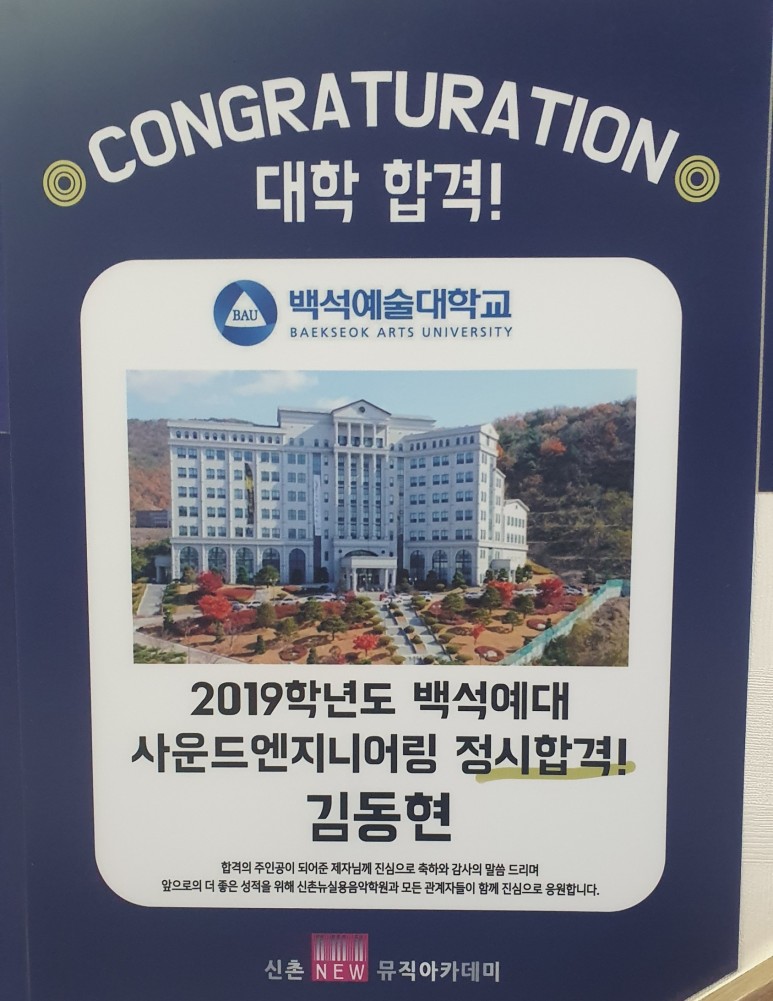 CONGRATURATION
대학 합격!
BAU 백석예술대학교
BAEKSEOK ARTS UNIVERSITY
2019학년도 백석예대
사운드엔지니어링 정시합격!
김동현
합격의 주인공이 되어준 제자님께 진심으로 축하와 감사의 말씀 드리며
앞으로의 더 좋은 성적을 위해 신촌뉴실용음악학원과 모든 관계자들이 함께 진심으로 응원합니다.
신촌 NEW 뮤직아카데미